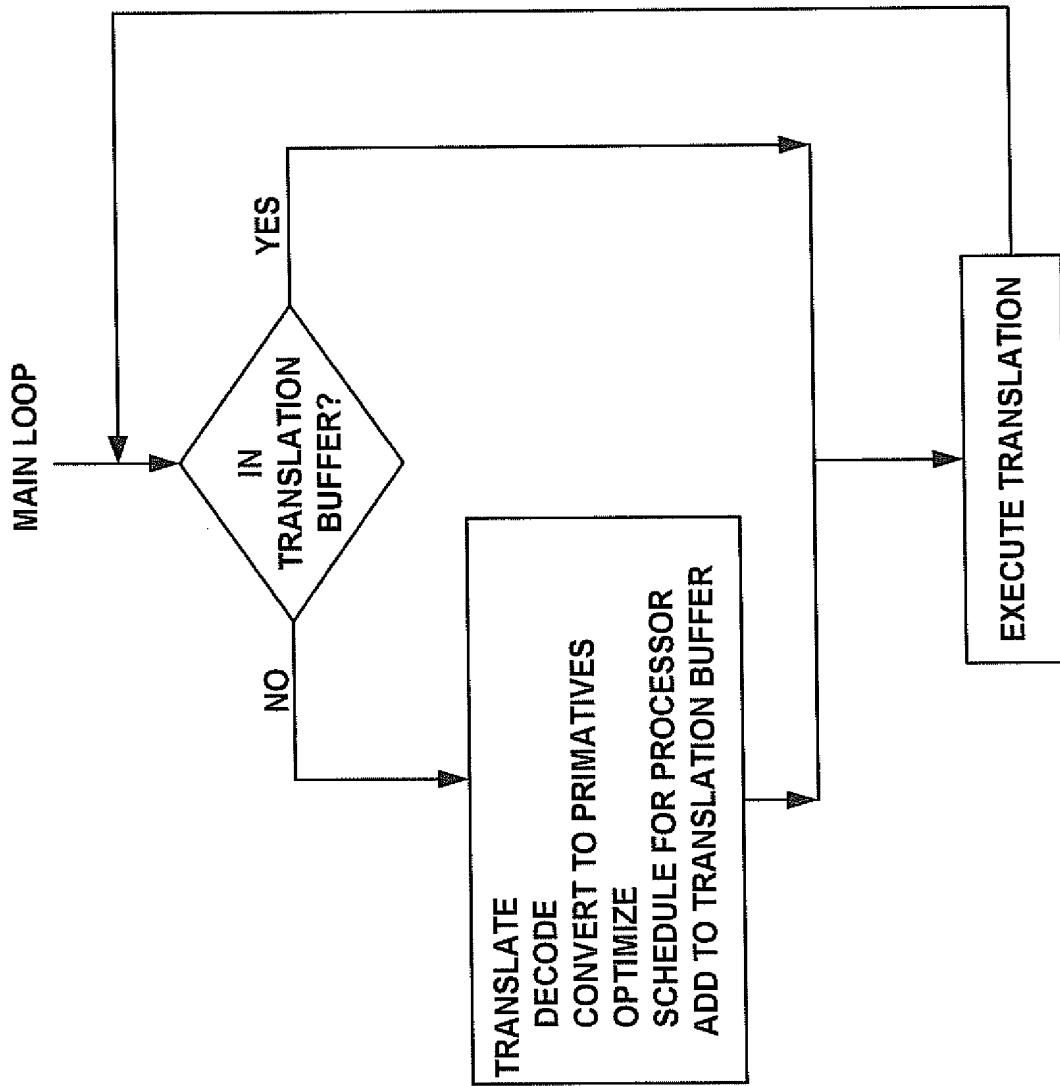 MAIN LOOP
IN
TRANSLATION
BUFFER?
YES
NO
TRANSLATE
DECODE
CONVERT TO PRIMATIVES
OPTIMIZE
SCHEDULE FOR PROCESSOR
ADD TO TRANSLATION BUFFER
EXECUTE TRANSLATION